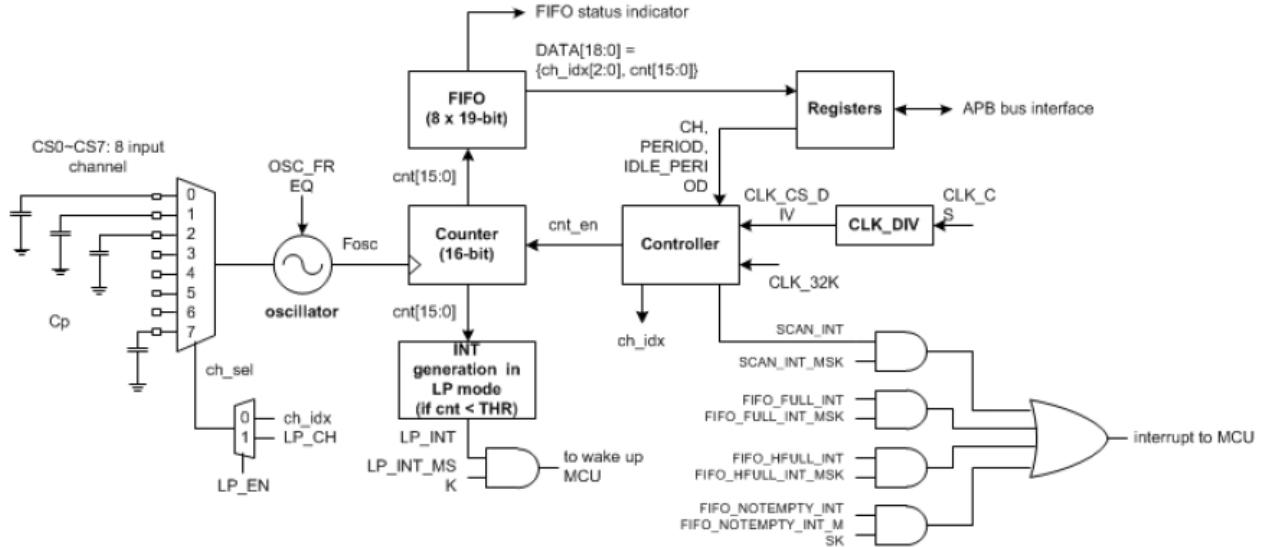 FIFO status indicator
DATA[18:0] =
{ch_idx[2:0], cnt[15:0]}
FIFO
(8 x 19-bit)
Registers
APB bus interface
CS0~CS7: 8 input
channel
OSC_FR
EQ
cnt[15:0]
CH,
PERIOD,
IDLE_PERI
OD
CLK_CS_D
IV
CLK_C
S
CLK_DIV
0
1
2
3
4
5
6
7
Cp
Fosc
oscillator
Counter
(16-bit)
cnt_en
Controller
CLK_32K
cnt[15:0]
ch_idx
INT
generation in
LP mode
(if cnt < THR)
ch_sel
0
1
ch_idx
LP_CH
LP_EN
LP_INT
LP_INT_MS
K
to wake up
MCU
SCAN_INT
SCAN_INT_MSK
FIFO_FULL_INT
FIFO_FULL_INT_MSK
FIFO_HFULL_INT
FIFO_HFULL_INT_MSK
FIFO_NOTEMPTY_INT
FIFO_NOTEMPTY_INT_M
SK
interrupt to MCU